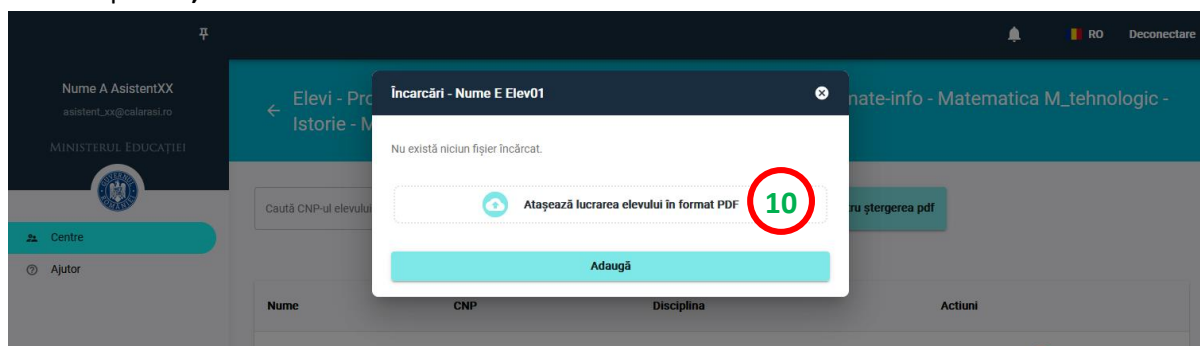 RO Deconectare
Nume A AsistentXX
asistent_xx@calarasi.ro
MINISTERUL EDUCAȚIEI
Centre
Ajutor
Elevi - Pro
Istorie - M
nate-info - Matematica M_tehnologic -
Încarcări - Nume E Elev01
Nu există niciun fișier încărcat.
Atașează lucrarea elevului în format PDF
10
Adaugă
Caută CNP-ul elevului
tru ștergerea pdf
Nume CNP Disciplina Actiuni